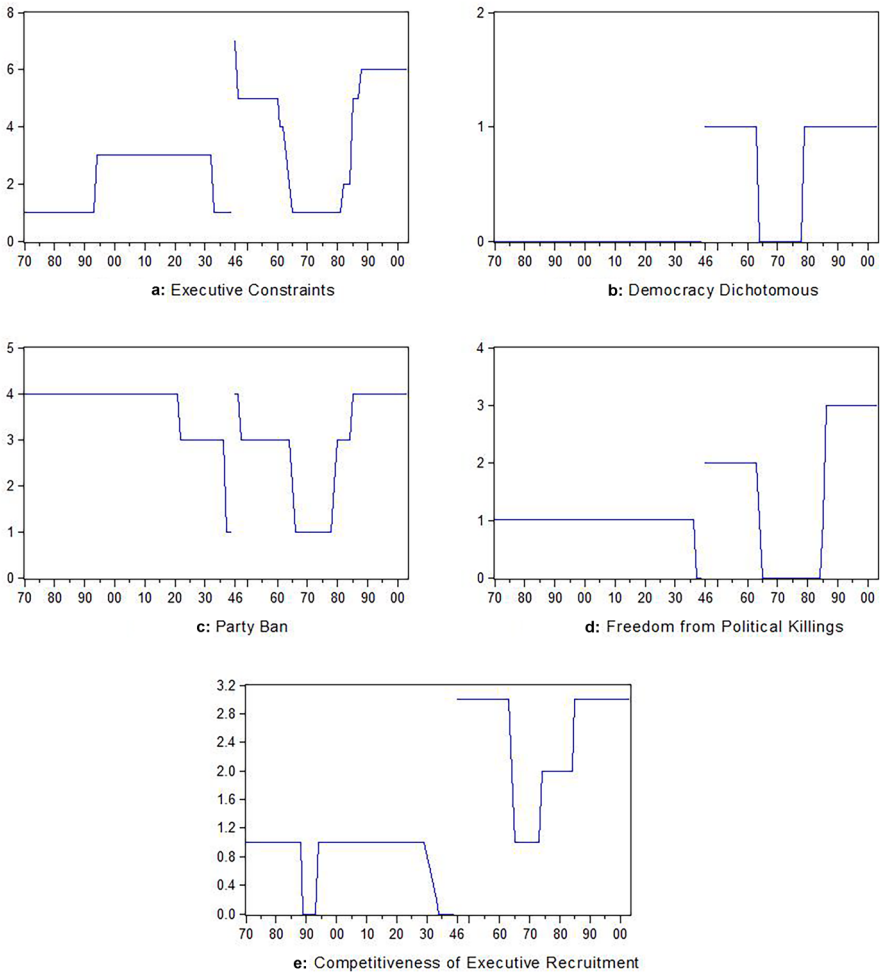 8
6
4
2
0
70 80 90 00 10 20 30 46 60 70 80 90 00
a: Executive Constraints
2
1
0
70 80 90 00 10 20 30 46 60 70 80 90 00
b: Democracy Dichotomous
5
4
3
2
1
0
70 80 90 00 10 20 30 46 60 70 80 90 00
c: Party Ban
4
3
2
1
0
70 80 90 00 10 20 30 46 60 70 80 90 00
d: Freedom from Political Killings
3.2
2.8
2.4
2.0
1.6
1.2
0.8
0.4
0.0
70 80 90 00 10 20 30 46 60 70 80 90 00
e: Competitiveness of Executive Recruitment